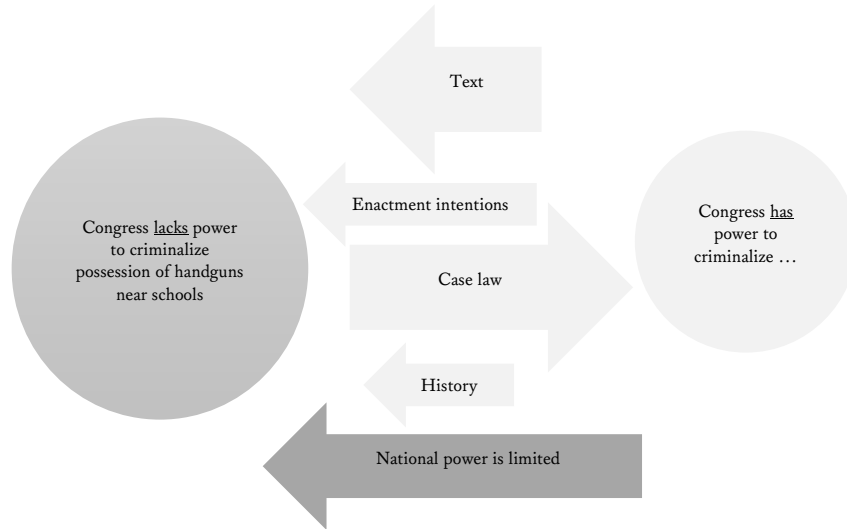 Text
Enactment intentions
Congress lacks power
to criminalize
possession of handguns
near schools
Congress has
power to
criminalize …
Case law
History
National power is limited